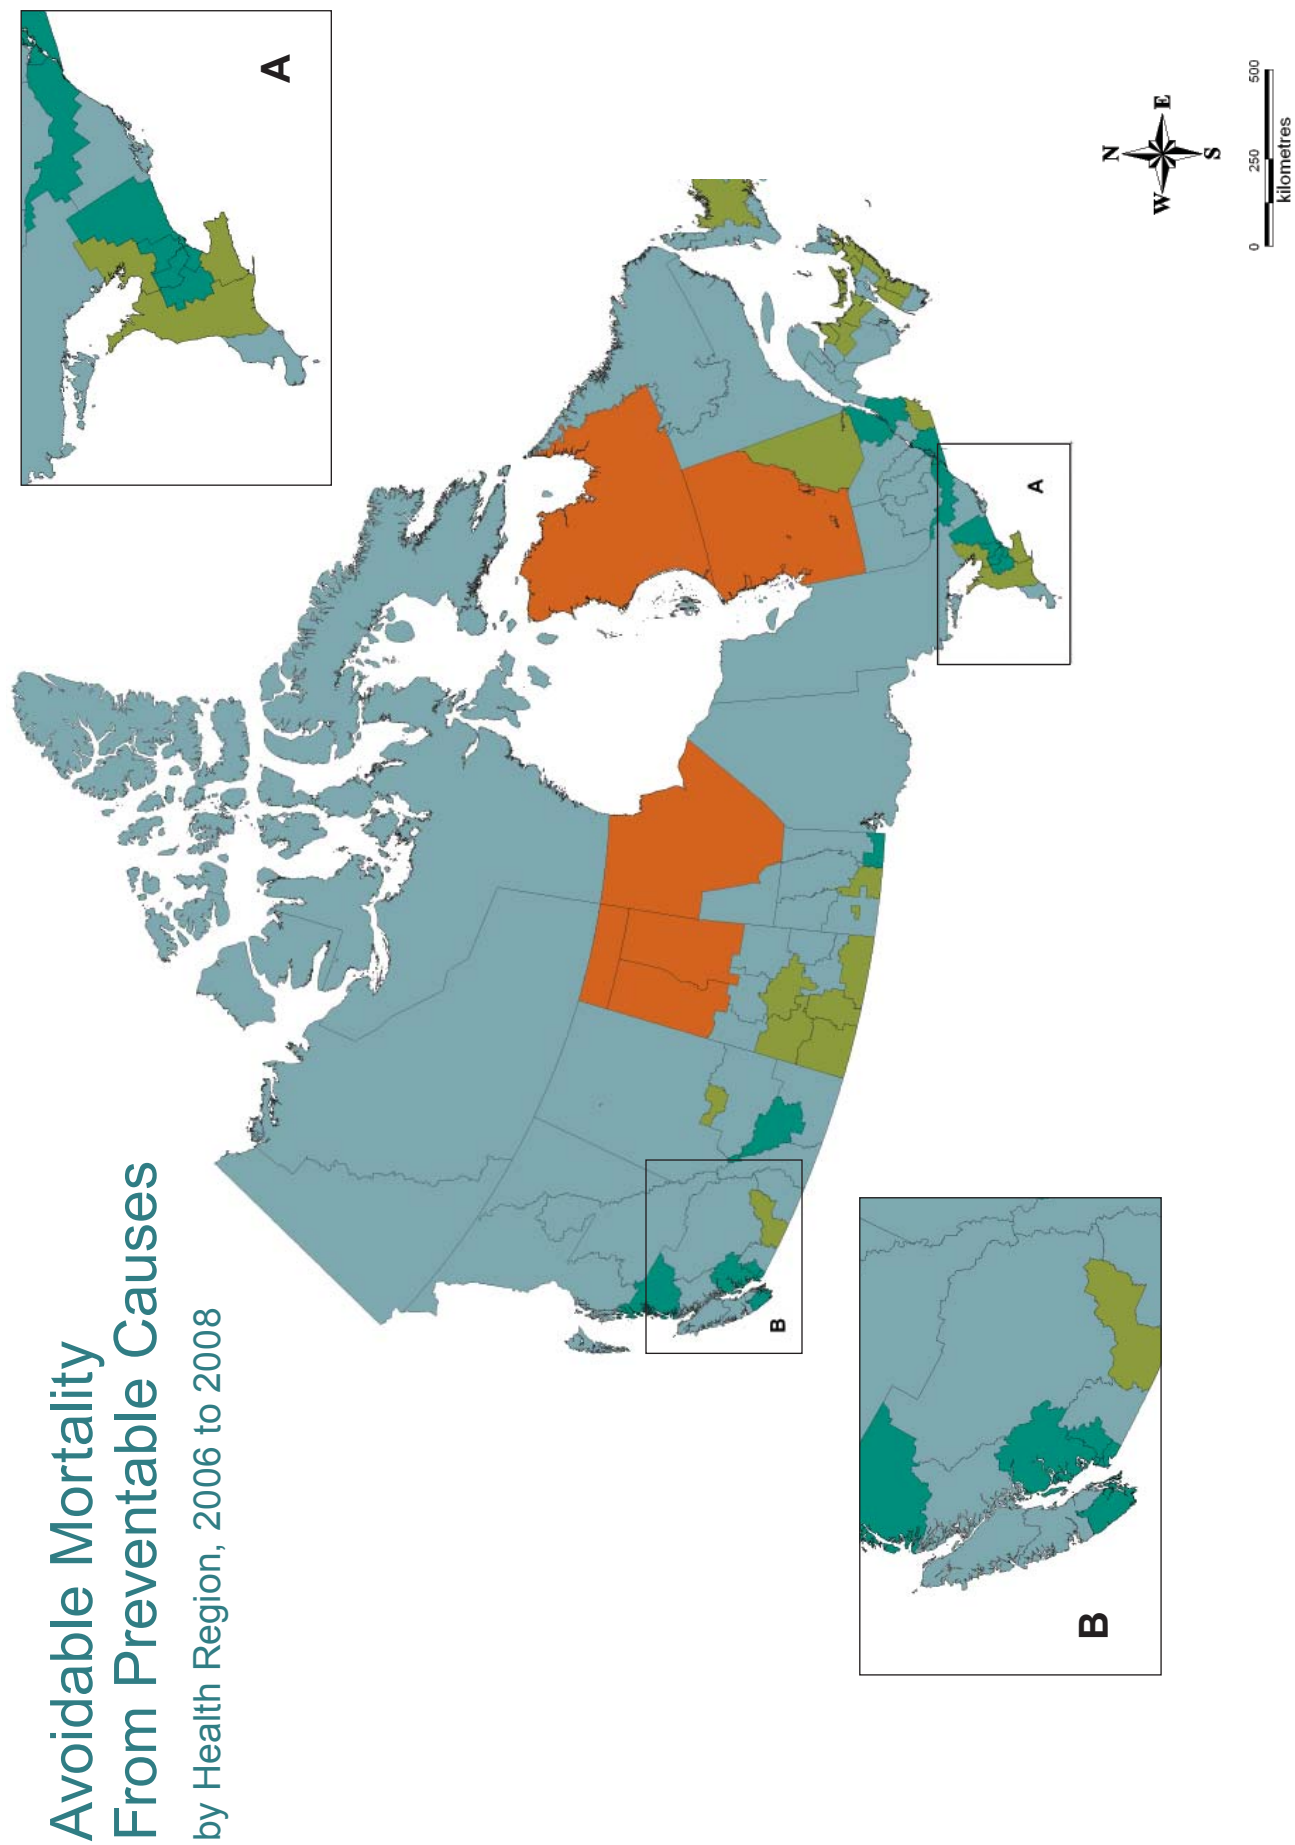 Avoidable Mortality
From Preventable Causes
by Health Region, 2006 to 2008
A
N
W E
S
0 250 500
kilometres
A
B
B